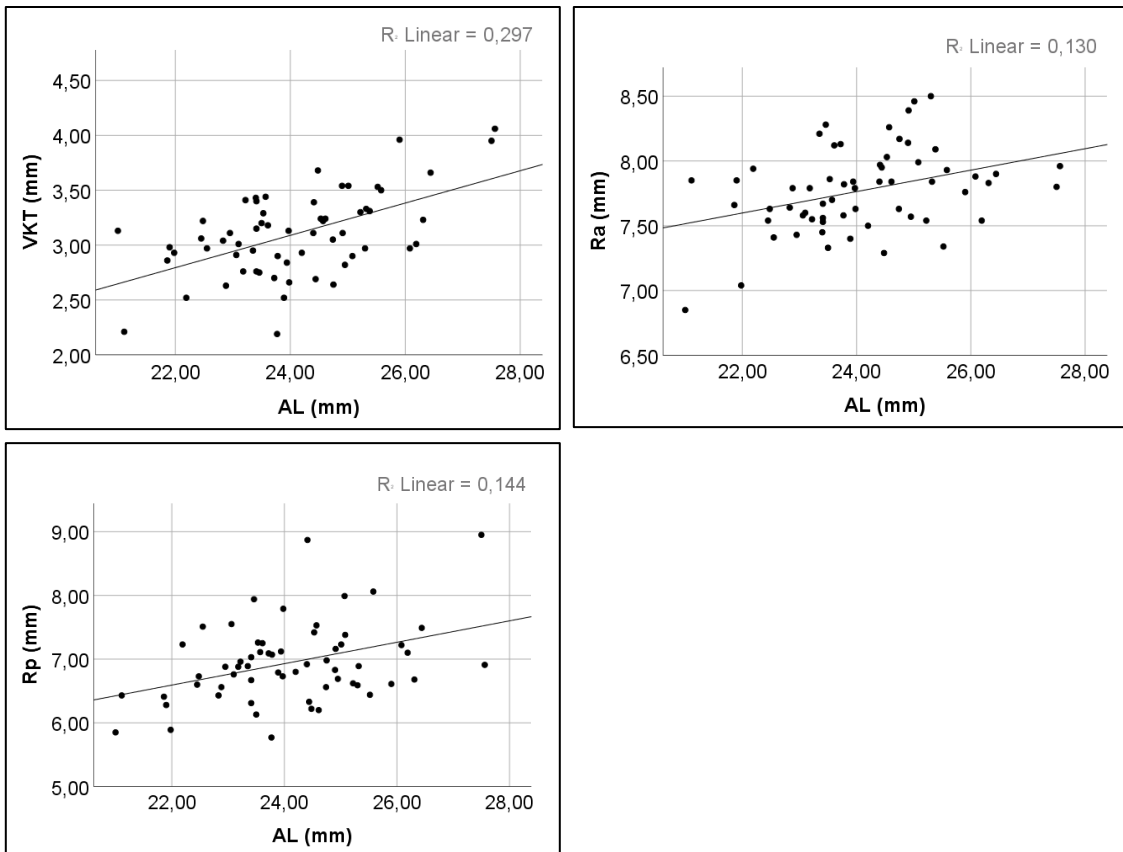 R² Linear = 0,297
VKT (mm)
4,50
4,00
3,50
3,00
2,50
2,00
22,00 24,00 26,00 28,00
AL (mm)
R² Linear = 0,130
Ra (mm)
8,50
8,00
7,50
7,00
6,50
22,00 24,00 26,00 28,00
AL (mm)
R² Linear = 0,144
Rp (mm)
9,00
8,00
7,00
6,00
5,00
22,00 24,00 26,00 28,00
AL (mm)